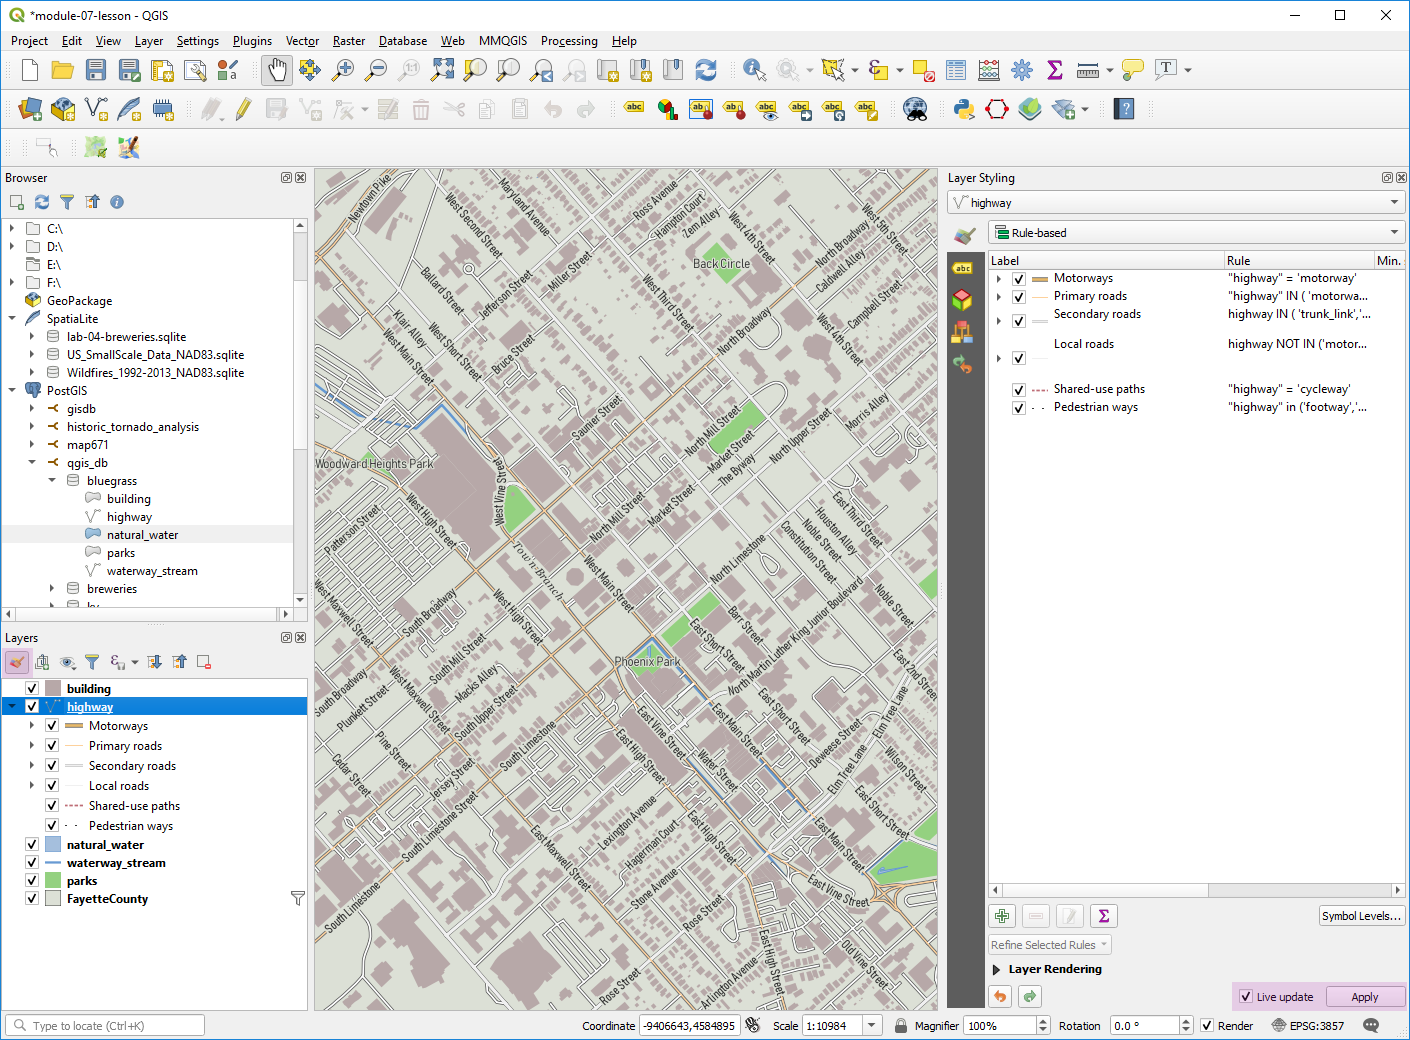 *module-07-lesson - QGIS
Project Edit View Layer Settings Plugins Vector Raster Database Web MMQGIS Processing Help
Browser
C:\
D:\
E:\
F:\
GeoPackage
SpatiaLite
lab-04-breweries.sqlite
US_SmallScale_Data_NAD83.sqlite
Wildfires_1992-2013_NAD83.sqlite
PostGIS
gisdb
historic_tornado_analysis
map671
qgis_db
bluegrass
building
highway
natural_water
parks
waterway_stream
breweries
ky
Layers
building
highway
Motorways
Primary roads
Secondary roads
Local roads
Shared-use paths
Pedestrian ways
natural_water
waterway_stream
parks
FayetteCounty
Newtown Pike
West Second Street
Maryland Avenue
Ross Avenue
Hampton Court
Zem Alley
West 4th Street
West 5th Street
North Broadway
Caldwell Alley
Campbell Street
Back Circle
Miller Street
Jefferson Street
Ballard Street
West Third Street
Klair Alley
West Main Street
West Short Street
Bruce Street
North Broadway
West 4th Street
Saunier Street
North Mill Street
Market Street
The Byway
North Upper Street
Morris Alley
Woodward Heights Park
West Vine Street
West High Street
Patterson Street
North Mill Street
Market Street
East Third Street
Houston Alley
Noble Street
Constitution Street
Town Branch
West Main Street
North Limestone
West Maxwell Street
South Broadway
West High Street
Barr Street
North Martin Luther King Junior Boulevard
Noble Street
East Short Street
Phoenix Park
South Mill Street
Macks Alley
South Broadway
West Maxwell Street
Plunkett Street
South Upper Street
East 2nd Street
Elm Tree Lane
East Short Street
East Main Street
Deweese Street
Wilson Street
Pine Street
South Limestone
East Vine Street
East High Street
Water Street
Elm Tree Lane
Cedar Street
Jersey Street
East Short Street
South Limestone Street
East Maxwell Street
Lexington Avenue
Hagerman Court
East High Street
East Main Street
East Vine Street
Stone Avenue
Rose Street
South Limestone
Old Vine Street
East High Street
Arlington Avenue
Rose Street
Layer Styling
highway
Rule-based
Label Rule Min.
Motorways "highway" = 'motorway'
Primary roads "highway" IN ( 'motorwa...
Secondary roads highway IN ( 'trunk_link','...
Local roads highway NOT IN ('motor...
Shared-use paths "highway" = 'cycleway'
Pedestrian ways "highway" in ('footway','...
Symbol Levels...
Refine Selected Rules
Layer Rendering
Live update Apply
Type to locate (Ctrl+K) Coordinate -9406643,4584895 Scale 1:10984 Magnifier 100% Rotation 0.0 ° Render EPSG:3857